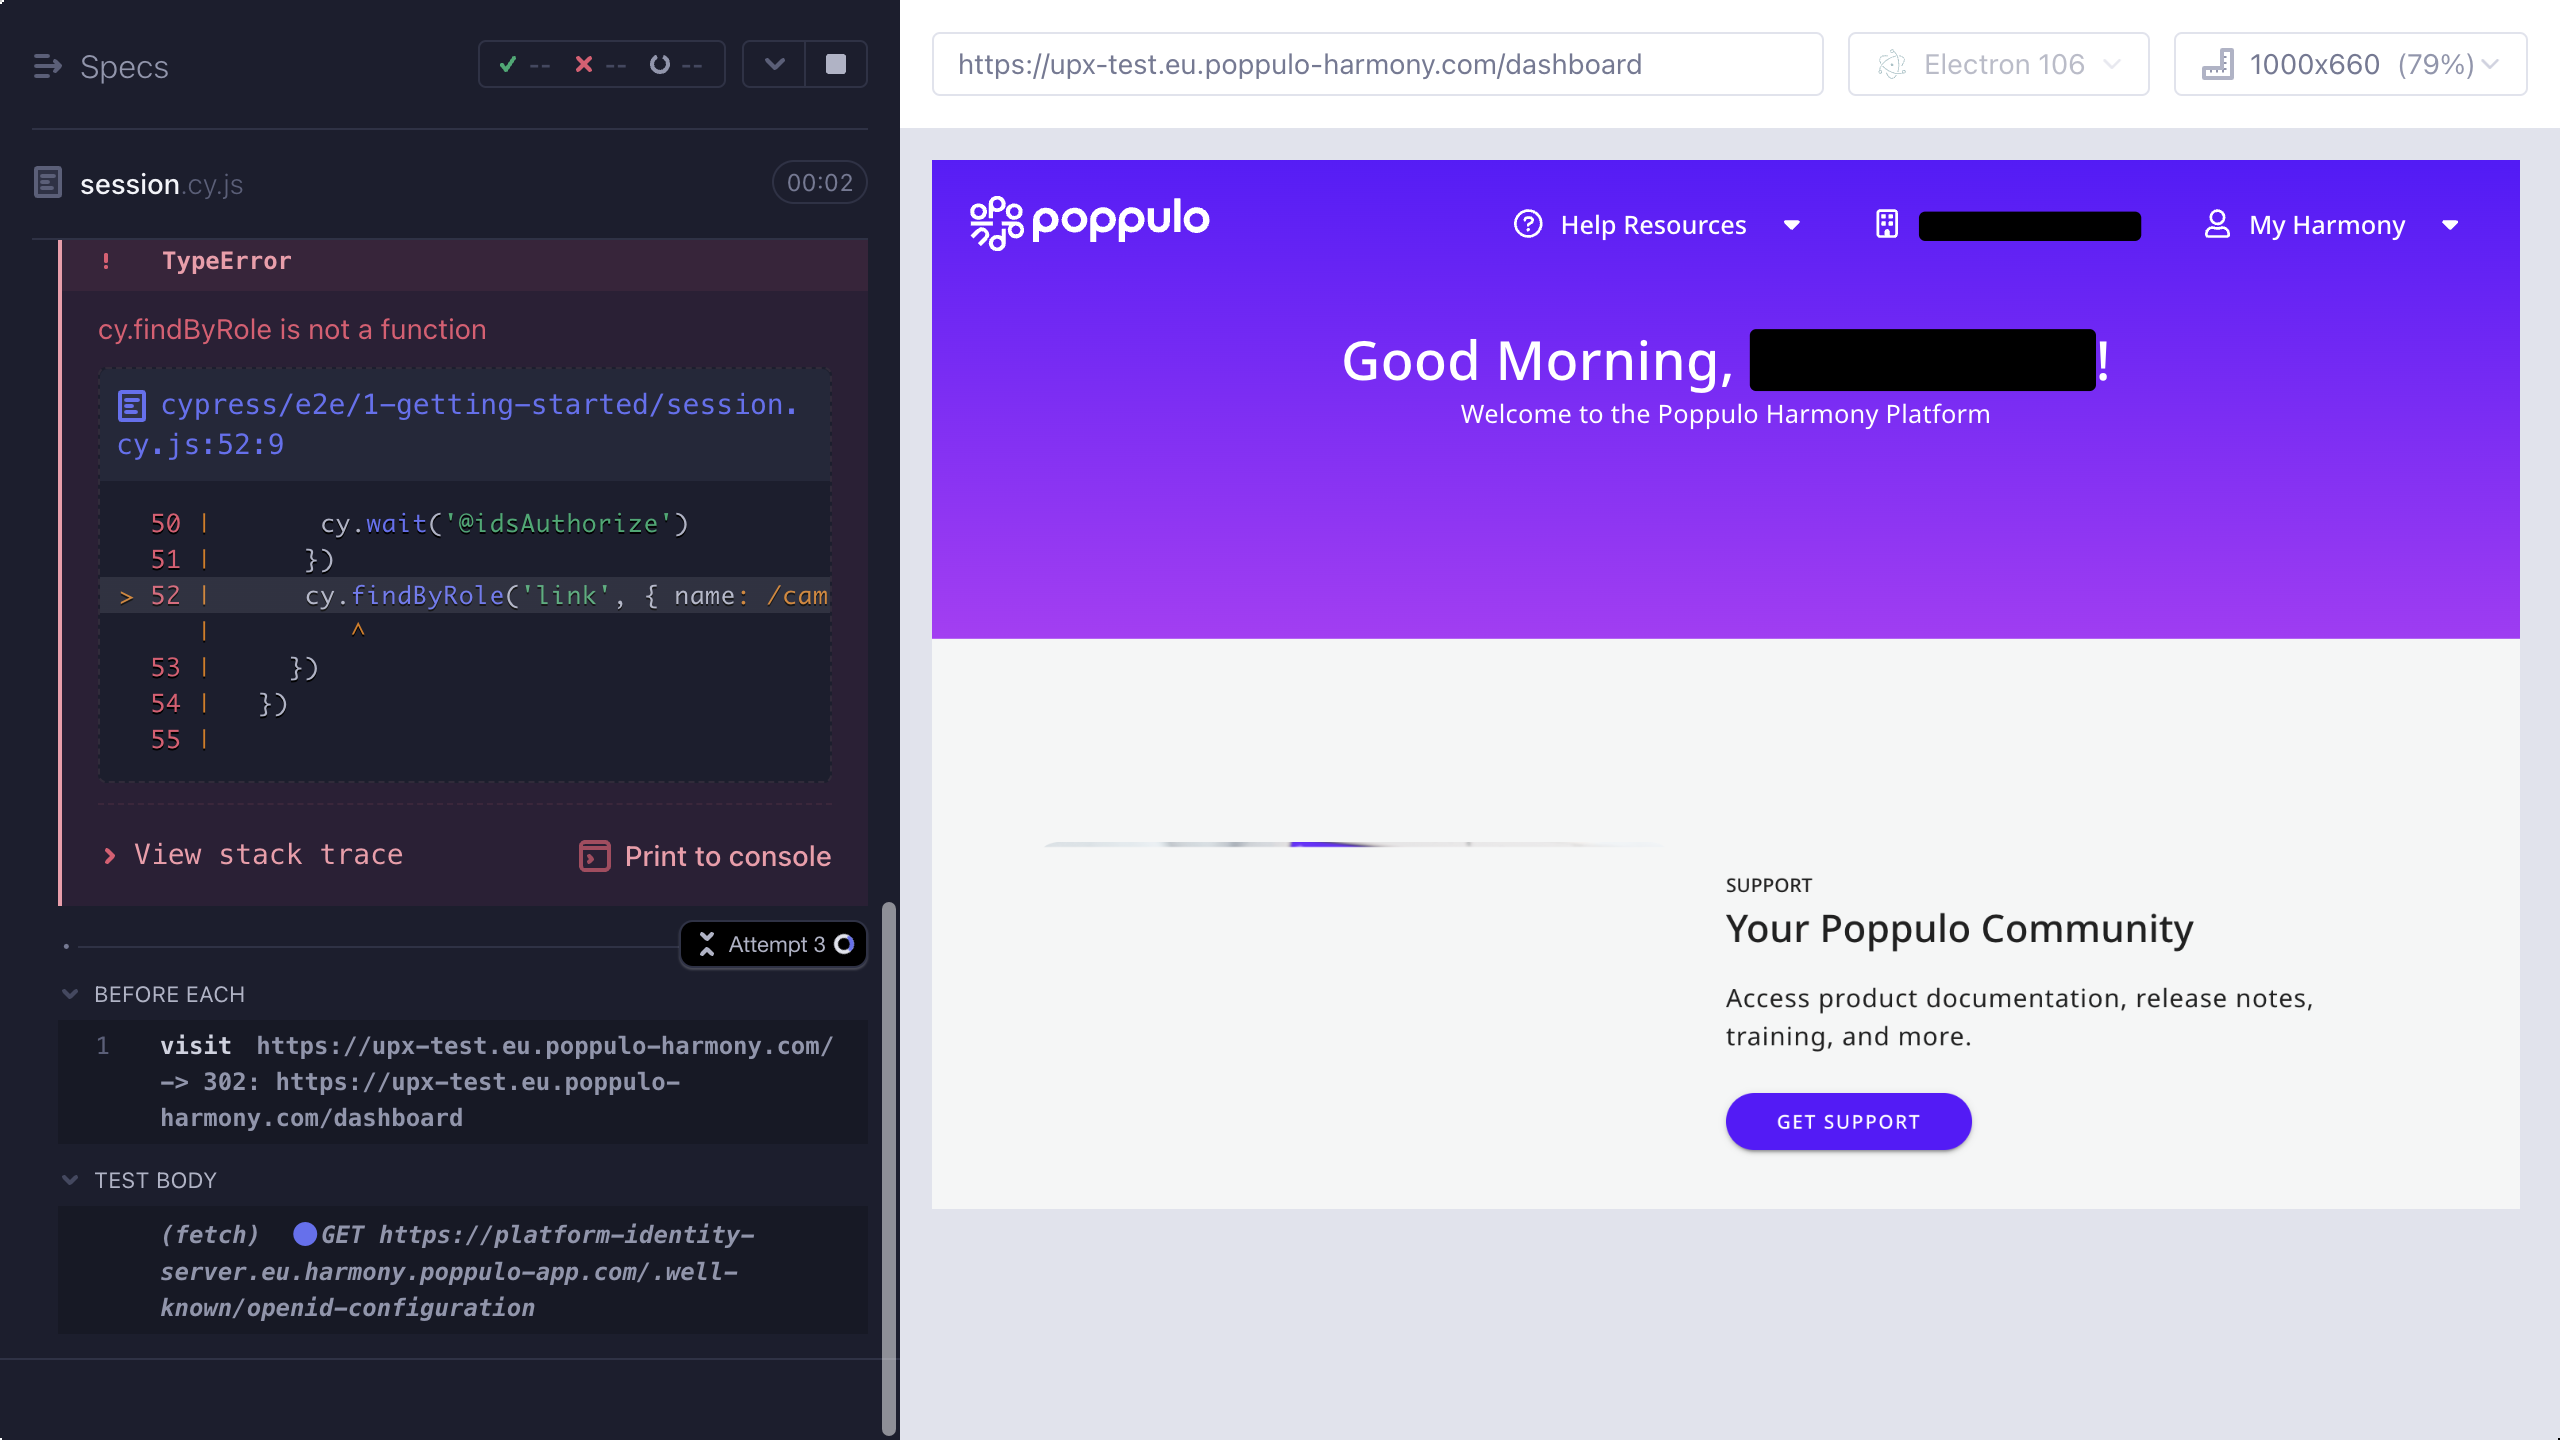 Specs
-- -- --
session.cy.js
00:02
! TypeError
cy.findByRole is not a function
cypress/e2e/1-getting-started/session.
cy.js:52:9
50 | cy.wait('@idsAuthorize')
51 | })
> 52 | cy.findByRole('link', { name: /cam
| ^
53 | })
54 | })
55 |
View stack trace
Print to console
Attempt 3
BEFORE EACH
1 visit https://upx-test.eu.poppulo-harmony.com/
-> 302: https://upx-test.eu.poppulo-
harmony.com/dashboard
TEST BODY
(fetch) GET https://platform-identity-
server.eu.harmony.poppulo-app.com/.well-
known/openid-configuration
https://upx-test.eu.poppulo-harmony.com/dashboard
Electron 106
1000x660 (79%)
poppulo
Help Resources
My Harmony
Good Morning, !
Welcome to the Poppulo Harmony Platform
SUPPORT
Your Poppulo Community
Access product documentation, release notes,
training, and more.
GET SUPPORT